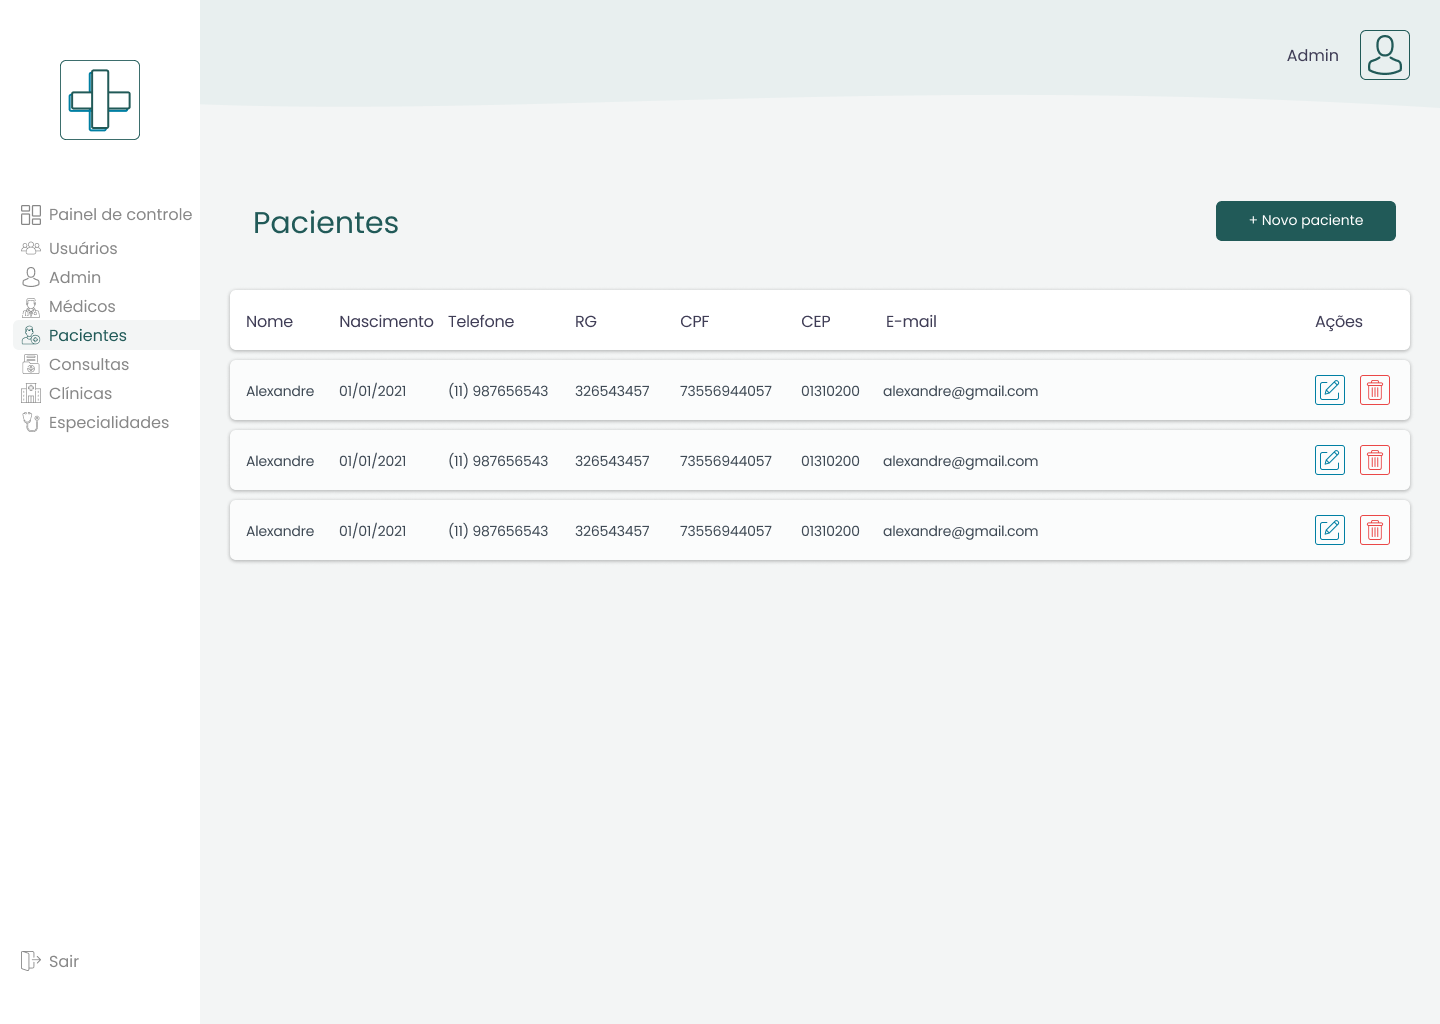 Admin
Painel de controle
Usuários
Admin
Médicos
Pacientes
Consultas
Clínicas
Especialidades
Sair
Pacientes
+ Novo paciente
Nome Nascimento Telefone RG CPF CEP E-mail Ações
Alexandre 01/01/2021 (11) 987656543 326543457 73556944057 01310200 alexandre@gmail.com
Alexandre 01/01/2021 (11) 987656543 326543457 73556944057 01310200 alexandre@gmail.com
Alexandre 01/01/2021 (11) 987656543 326543457 73556944057 01310200 alexandre@gmail.com